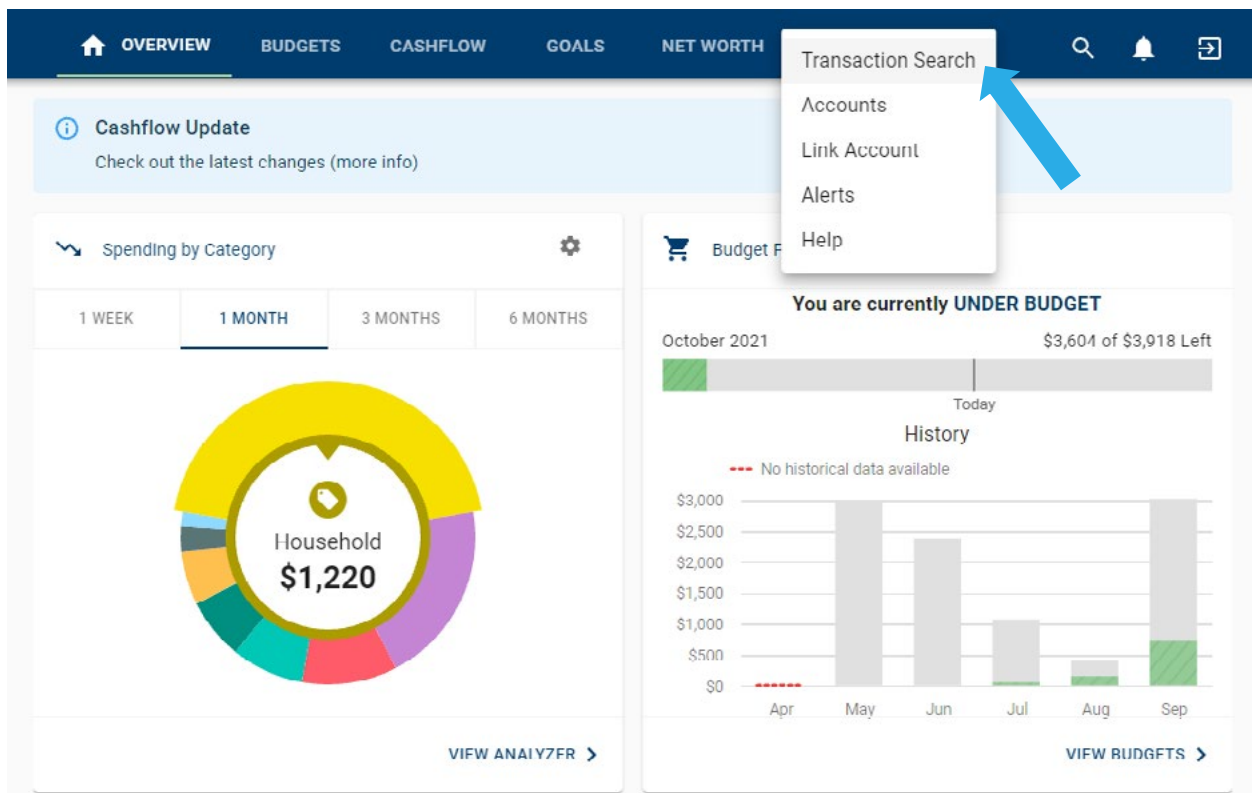 OVERVIEW BUDGETS CASHFLOW GOALS NET WORTH
Transaction Search
Accounts
Link Account
Alerts
Help
Cashflow Update
Check out the latest changes (more info)
Spending by Category
1 WEEK 1 MONTH 3 MONTHS 6 MONTHS
Household
$1,220
VIEW ANALYZER
Budget
You are currently UNDER BUDGET
October 2021 $3,604 of $3,918 Left
Today
History
No historical data available
$3,000
$2,500
$2,000
$1,500
$1,000
$500
$0
Apr May Jun Jul Aug Sep
VIEW BUDGETS